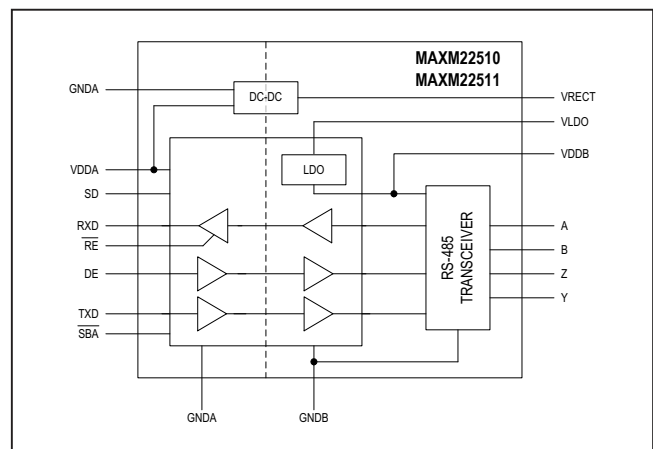 MAXM22510
MAXM22511
GNDA
DC-DC
VRECT
VLDO
VDDB
LDO
VDDA
SD
RXD
RE
DE
TXD
SBA
A
B
Z
Y
RS-485
TRANSCEIVER
GNDA
GNDB